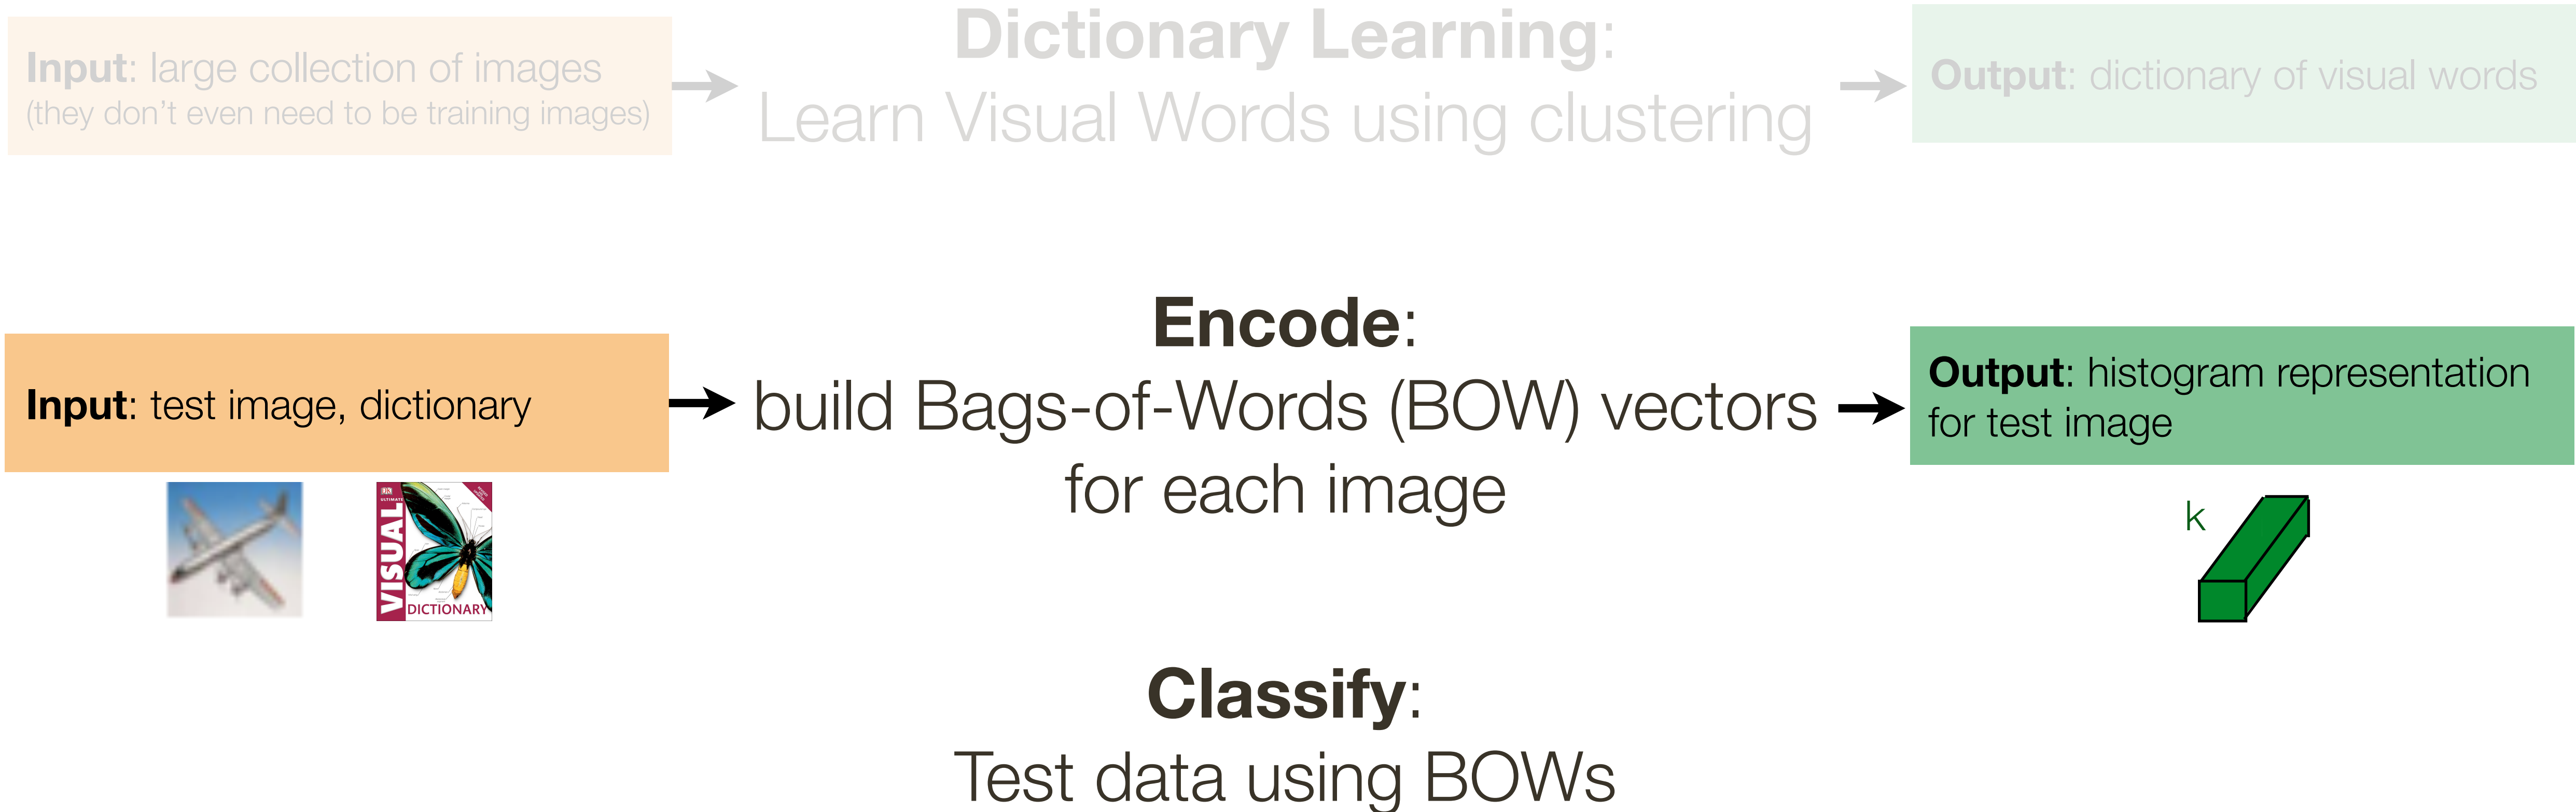 Dictionary Learning:
Input: large collection of images
(they don't even need to be training images)
Learn Visual Words using clustering
Output: dictionary of visual words
Encode:
Input: test image, dictionary
build Bags-of-Words (BOW) vectors
for each image
Output: histogram representation
for test image
ULTIMATE
VISUAL
DICTIONARY
k
Classify:
Test data using BOWs